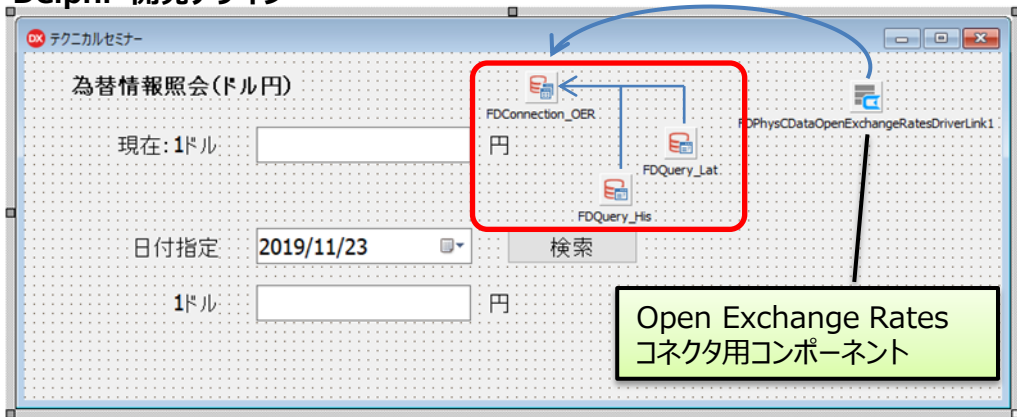 Delphi 開発デザイン
DX テクニカルセミナー
為替情報照会(ドル円)
FDConnection_OER
FDPhysCDataOpenExchangeRatesDriverLink1
現在:1ドル
円
FDQuery_Lat
FDQuery_His
日付指定
2019/11/23
検索
1ドル
円
Open Exchange Rates
コネクタ用コンポーネント